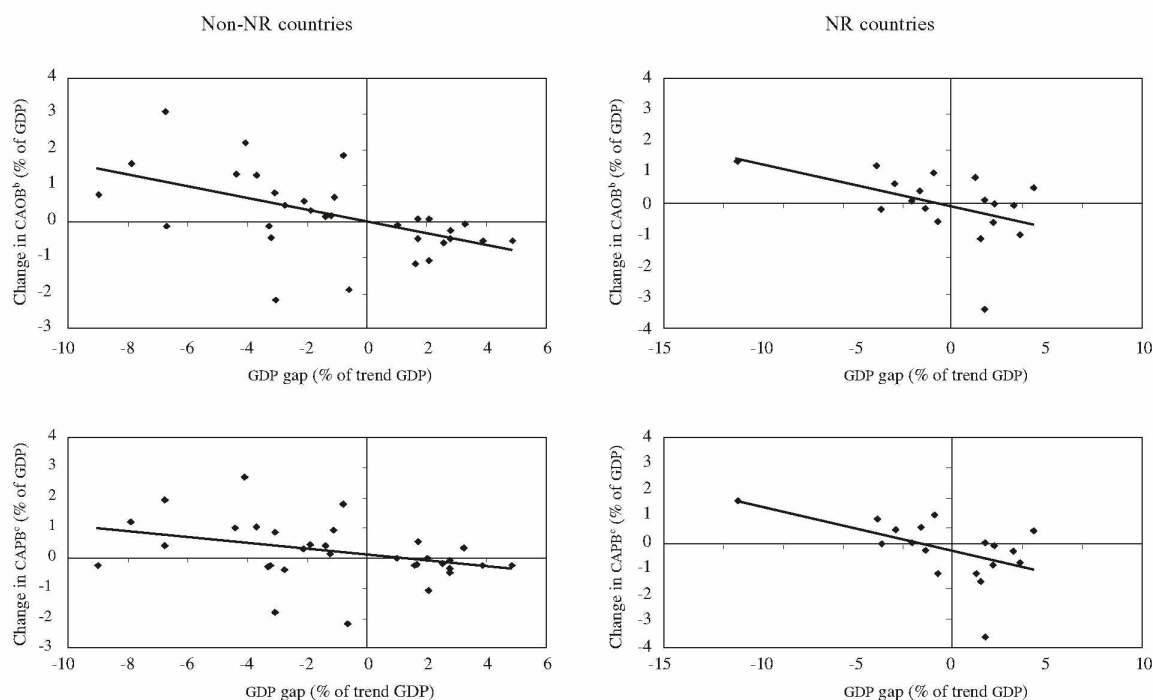 Non-NR countries
Change in CAOBᵇ (% of GDP)
4
3
2
1
0
-1
-2
-3
-10 -8 -6 -4 -2 0 2 4 6
GDP gap (% of trend GDP)
NR countries
Change in CAOBᵇ (% of GDP)
4
3
2
1
0
-1
-2
-3
-4
-15 -10 -5 0 5 10
GDP gap (% of trend GDP)
Change in CAPBᶜ (% of GDP)
4
3
2
1
0
-1
-2
-3
-10 -8 -6 -4 -2 0 2 4 6
GDP gap (% of trend GDP)
Change in CAPBᶜ (% of GDP)
4
3
2
1
0
-1
-2
-3
-4
-15 -10 -5 0 5 10
GDP gap (% of trend GDP)